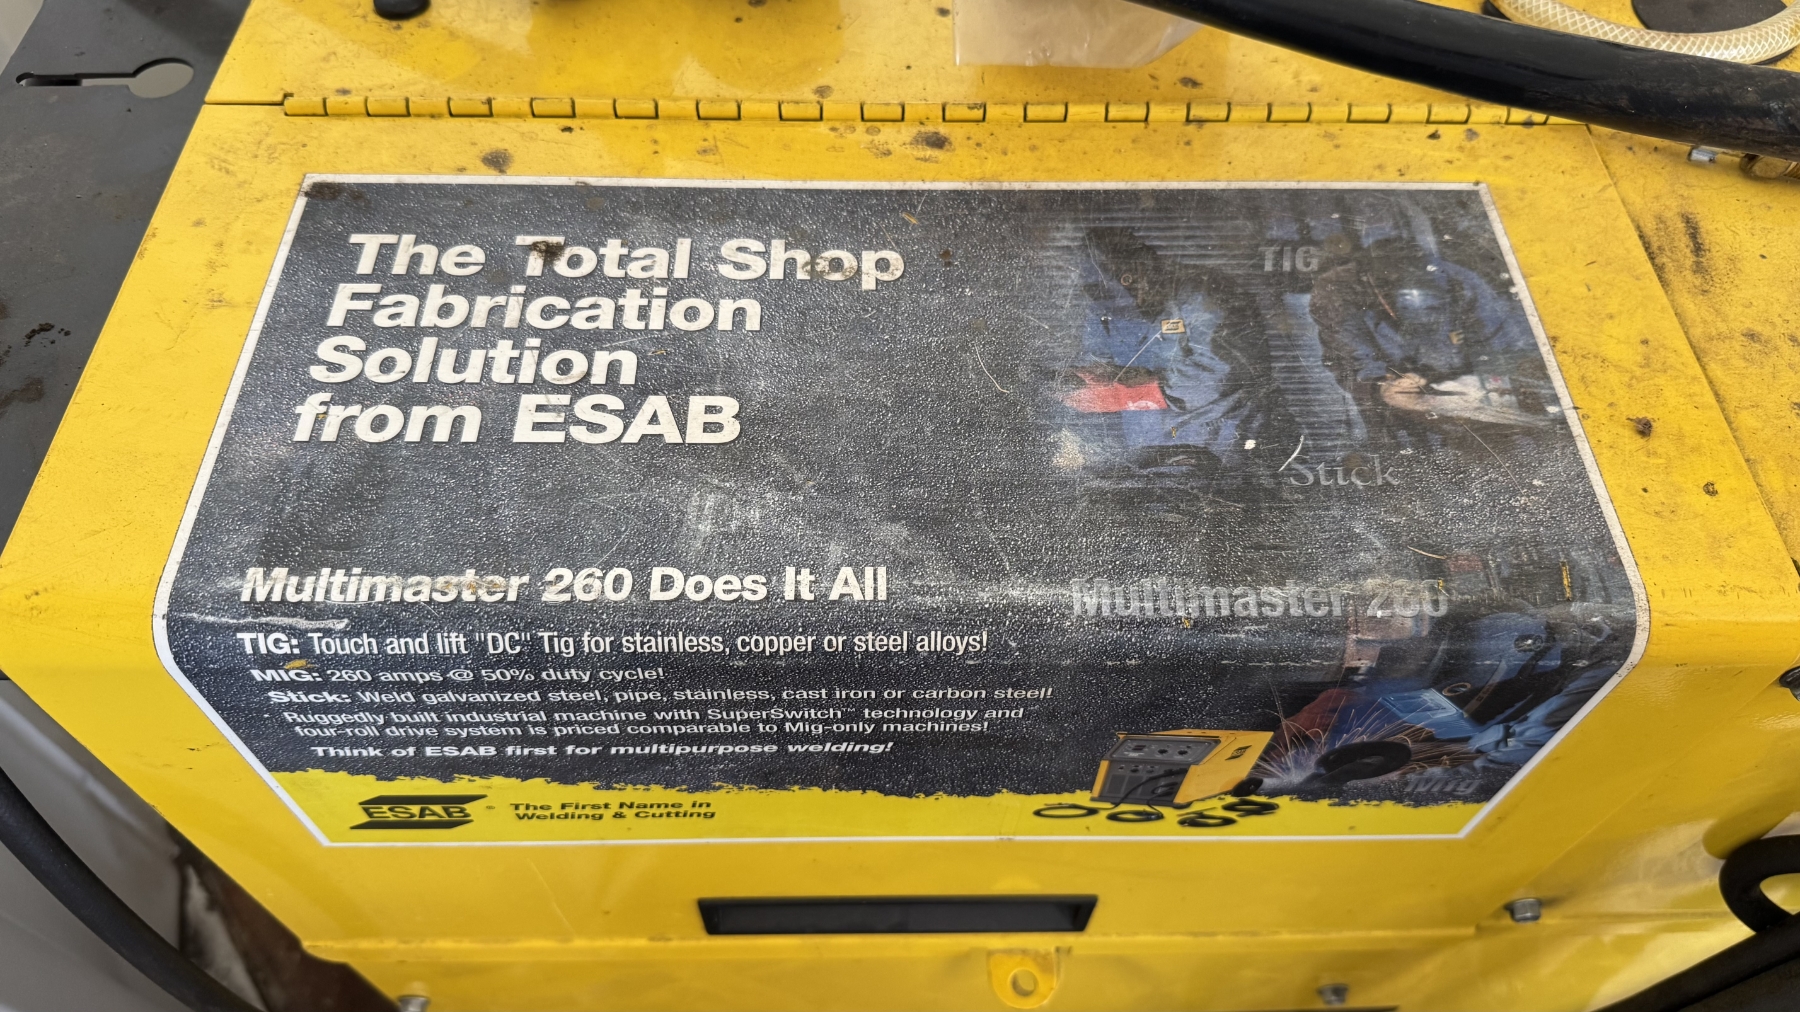 The Total Shop
Fabrication
Solution
from ESAB
TIG
Stick
Multimaster 260 Does It All
Multimaster 260
TIG: Touch and lift "DC" Tig for stainless, copper or steel alloys!
MIG: 260 amps @ 50% duty cycle!
Stick: Weld galvanized steel, pipe, stainless, cast iron or carbon steel!
· Ruggedly built industrial machine with SuperSwitch™ technology and
four-roll drive system is priced comparable to Mig-only machines!
Think of ESAB first for multipurpose welding!
Mig
ESAB®
The First Name in
Welding & Cutting